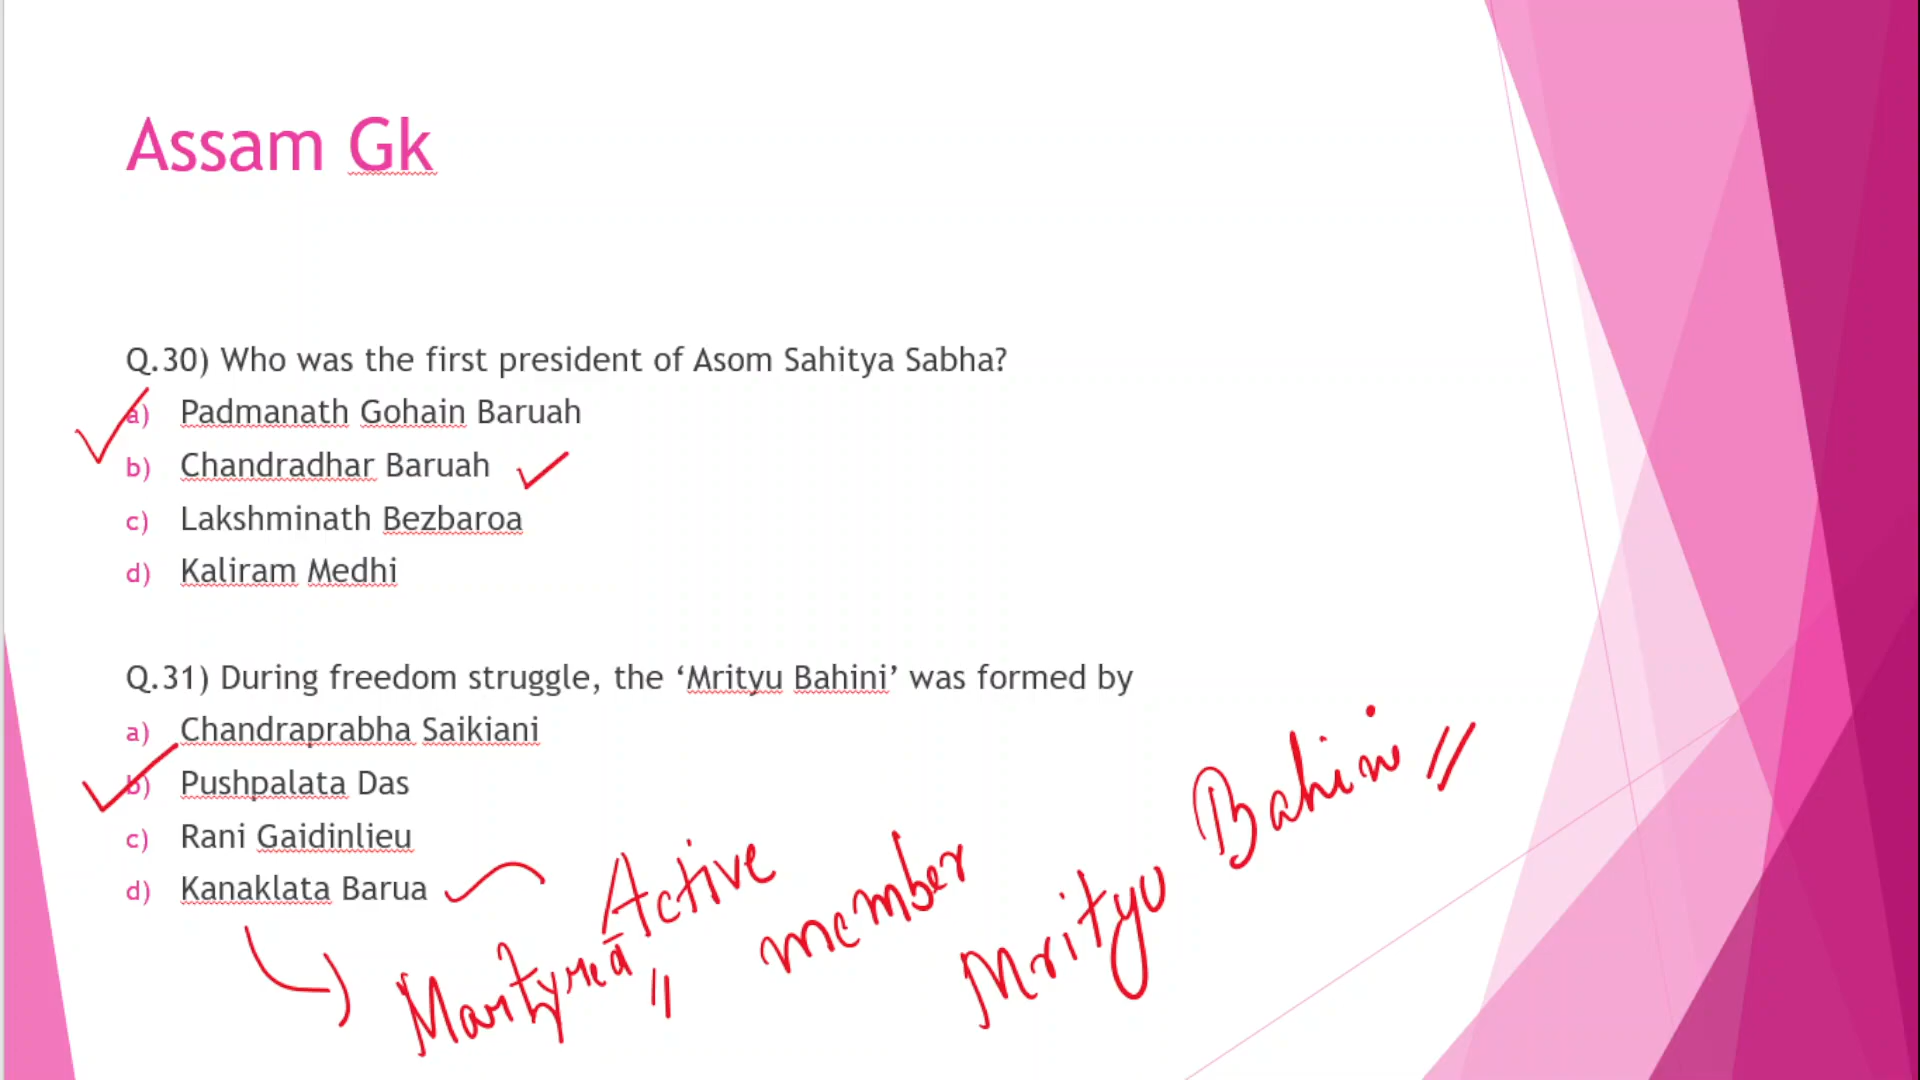 Assam Gk
Q.30) Who was the first president of Asom Sahitya Sabha?
a) Padmanath Gohain Baruah
b) Chandradhar Baruah
c) Lakshminath Bezbaroa
d) Kaliram Medhi
Q.31) During freedom struggle, the ‘Mrityu Bahini’ was formed by
a) Chandraprabha Saikiani
b) Pushpalata Das
c) Rani Gaidinlieu
d) Kanaklata Barua
Active member Mrityu Bahini
Martyred